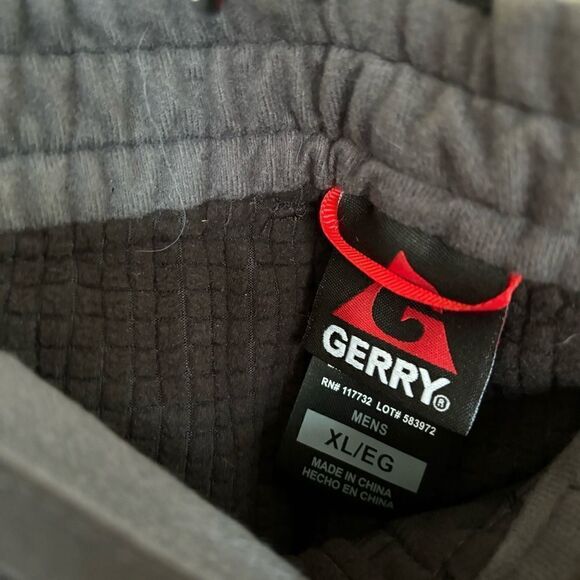 GERRY®
RN# 117732 LOT# 583972
MENS
XL/EG
MADE IN CHINA
HECHO EN CHINA